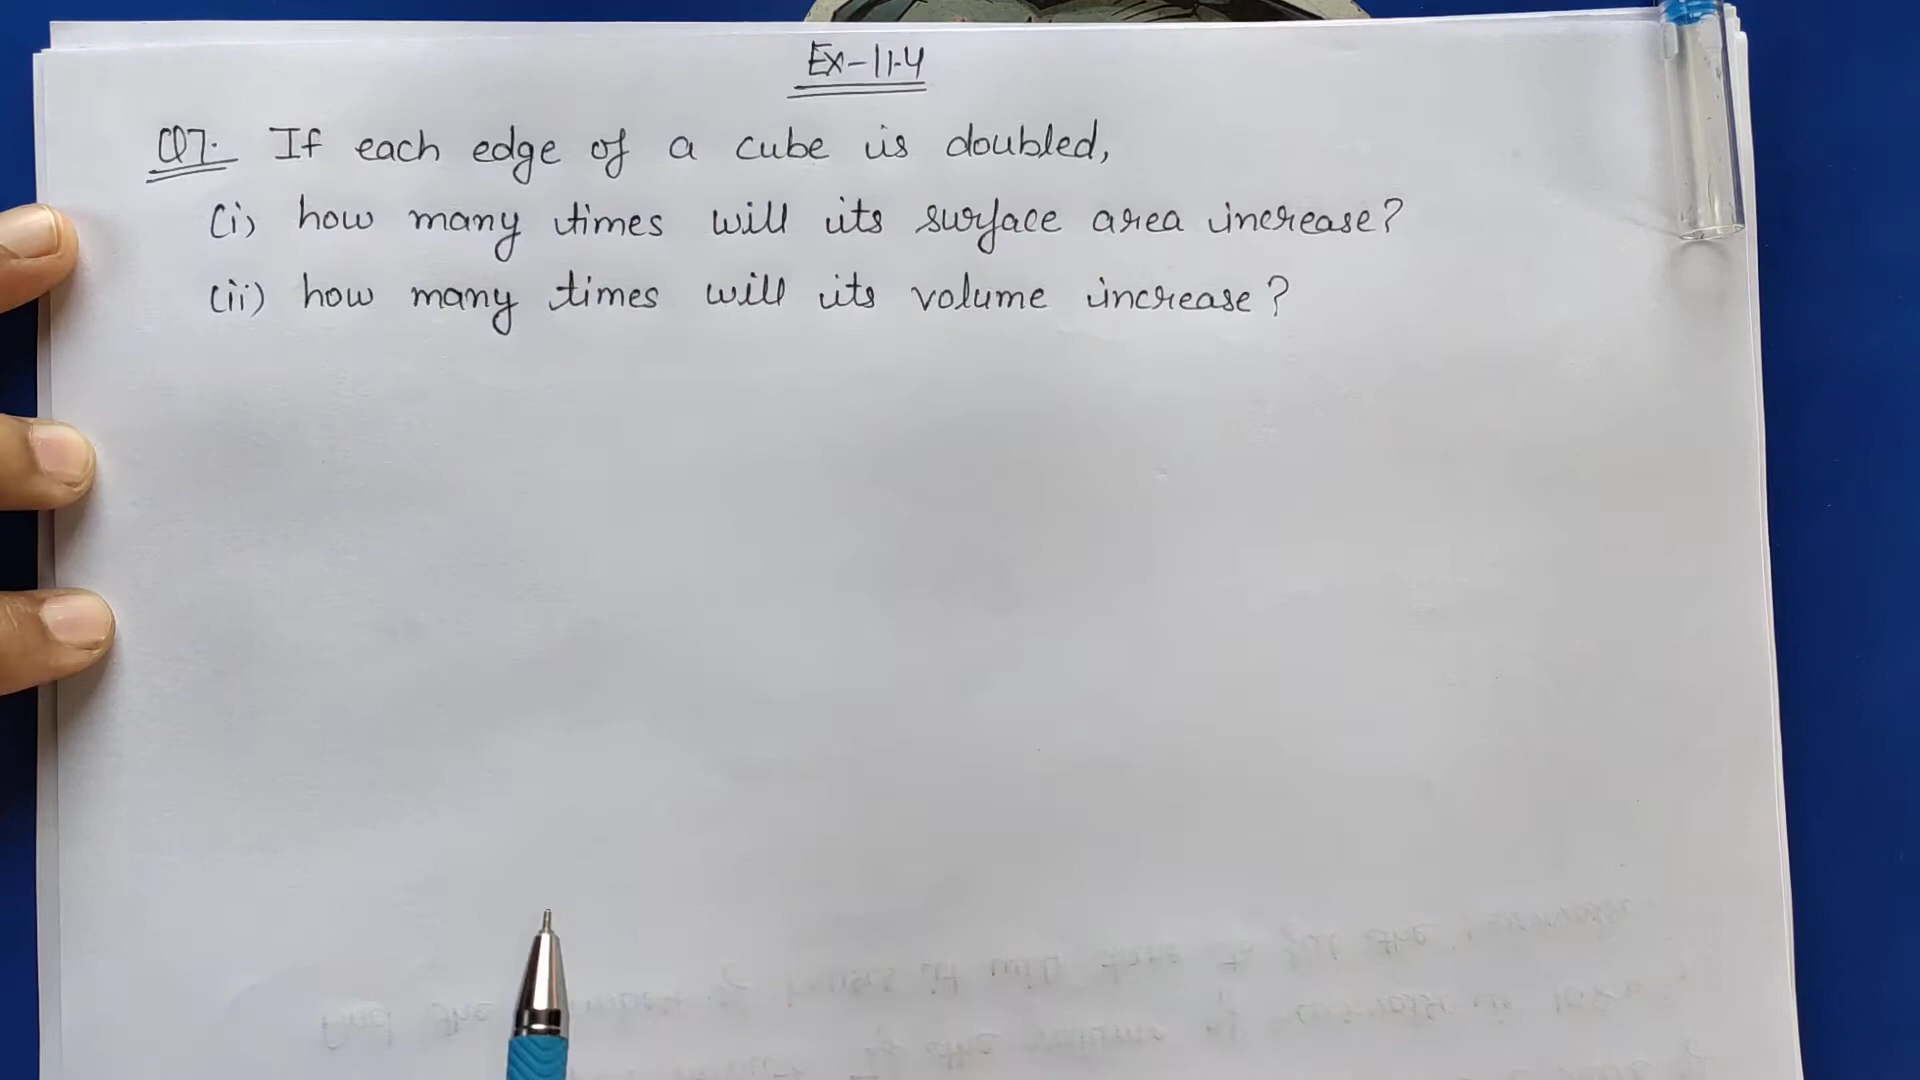 Ex-11.4
Q7. If each edge of a cube is doubled,
(i) how many times will its surface area increase?
(ii) how many times will its volume increase?